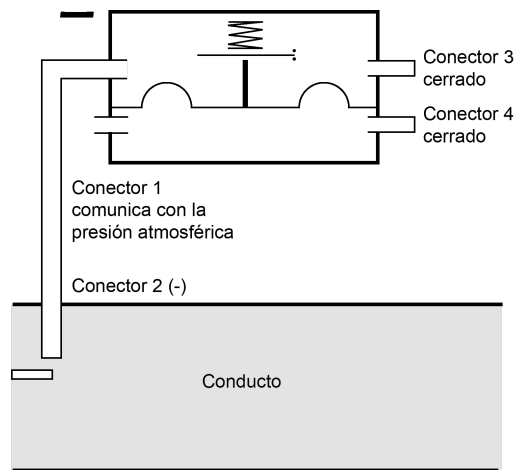 Conector 3
cerrado
Conector 4
cerrado
Conector 1
comunica con la
presión atmosférica
Conector 2 (-)
Conducto